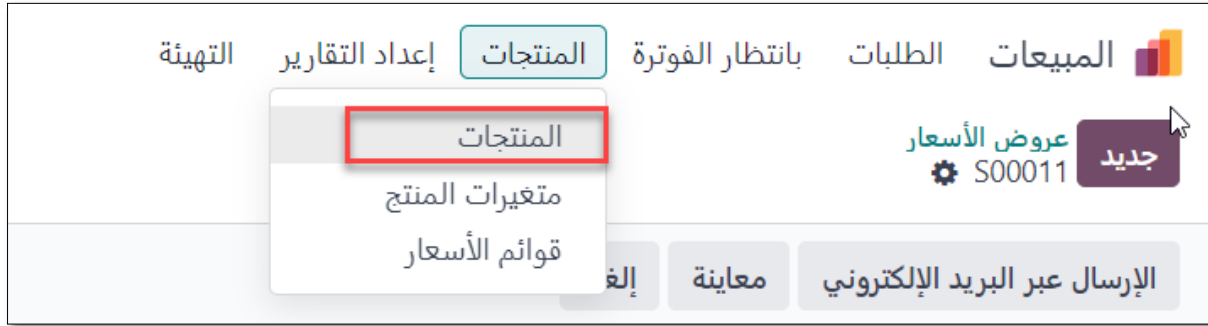 المبيعات الطلبات بانتظار الفوترة المنتجات إعداد التقارير التهيئة
المنتجات
متغيرات المنتج
قوائم الأسعار
جديد
عروض الأسعار
S00011
الإرسال عبر البريد الإلكتروني معاينة